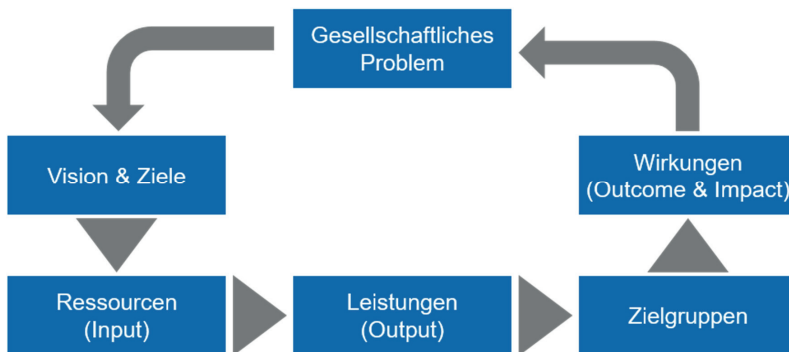 Gesellschaftliches
Problem
Vision & Ziele
Wirkungen
(Outcome & Impact)
Ressourcen
(Input)
Leistungen
(Output)
Zielgruppen